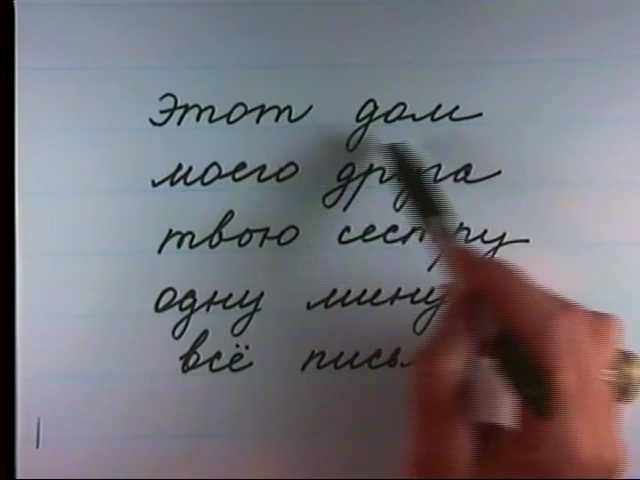 Этот дом
моего друга
твою сестру
одну
всё